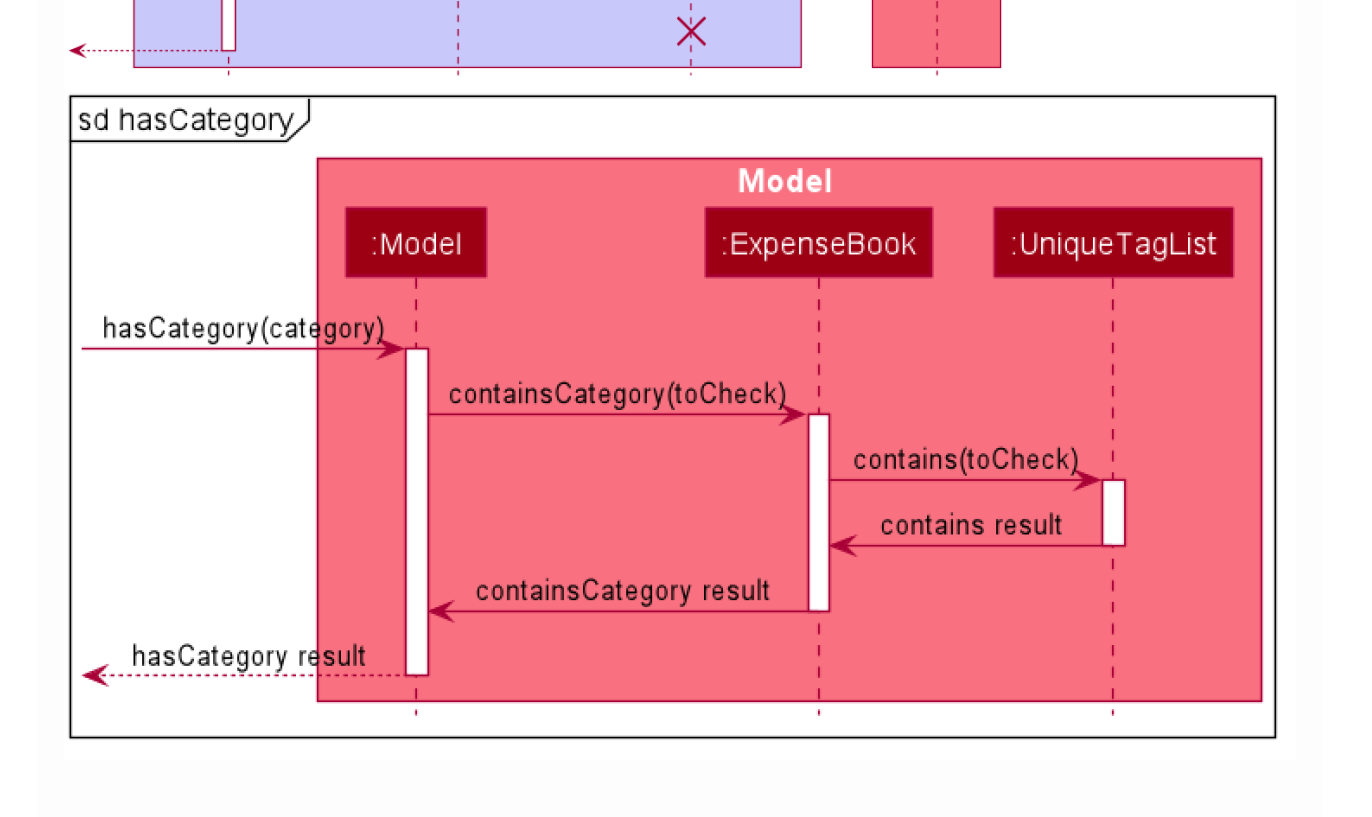 sd hasCategory
Model
:Model
:ExpenseBook
:UniqueTagList
hasCategory(category)
containsCategory(toCheck)
contains(toCheck)
contains result
containsCategory result
hasCategory result